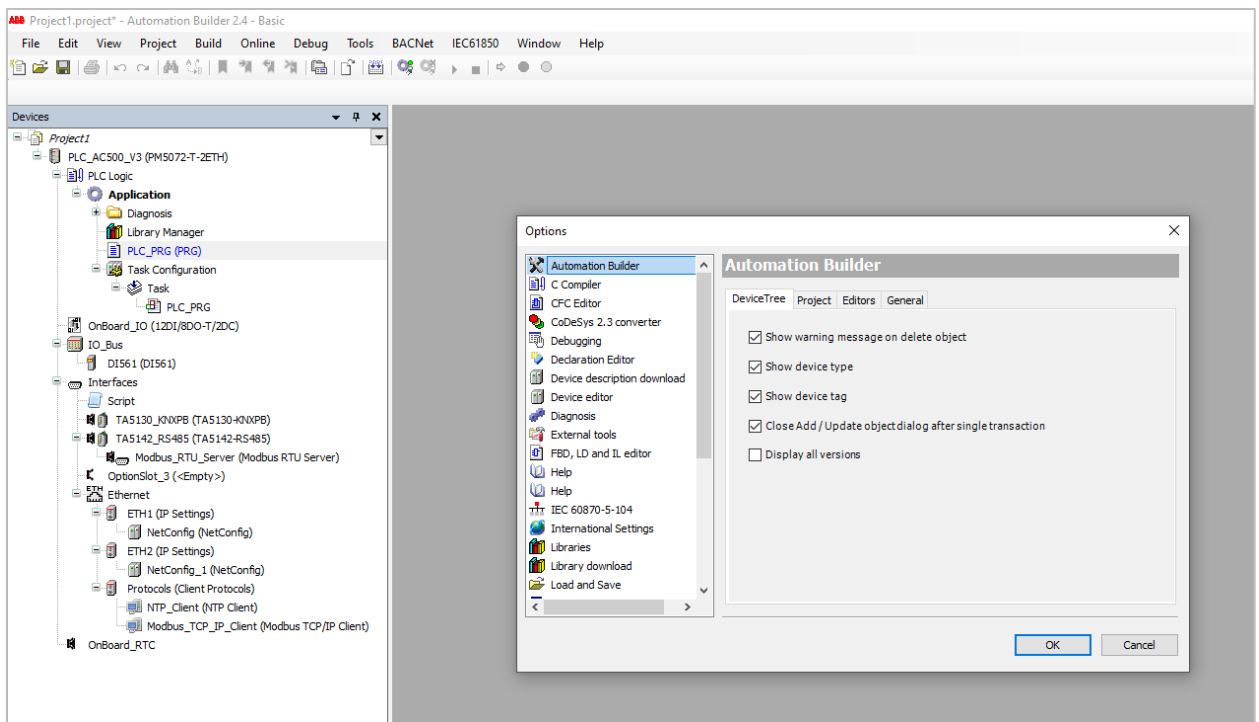 ABB Project1.project* - Automation Builder 2.4 - Basic
File Edit View Project Build Online Debug Tools BACNet IEC61850 Window Help
Devices
Project1
PLC_AC500_V3 (PM5072-T-2ETH)
PLC Logic
Application
Diagnosis
Library Manager
PLC_PRG (PRG)
Task Configuration
Task
PLC_PRG
OnBoard_IO (12DI/8DO-T/2DC)
IO_Bus
DI561 (DI561)
Interfaces
Script
TA5130_KNXPB (TA5130-KNXPB)
TA5142_RS485 (TA5142-RS485)
Modbus_RTU_Server (Modbus RTU Server)
OptionSlot_3 (<Empty>)
ETH Ethernet
ETH1 (IP Settings)
NetConfig (NetConfig)
ETH2 (IP Settings)
NetConfig_1 (NetConfig)
Protocols (Client Protocols)
NTP_Client (NTP Client)
Modbus_TCP_IP_Client (Modbus TCP/IP Client)
OnBoard_RTC
Options
Automation Builder
C Compiler
CFC Editor
CoDeSys 2.3 converter
Debugging
Declaration Editor
Device description download
Device editor
Diagnosis
External tools
FBD, LD and IL editor
Help
Help
IEC 60870-5-104
International Settings
Libraries
Library download
Load and Save
Automation Builder
DeviceTree Project Editors General
Show warning message on delete object
Show device type
Show device tag
Close Add / Update object dialog after single transaction
Display all versions
OK Cancel